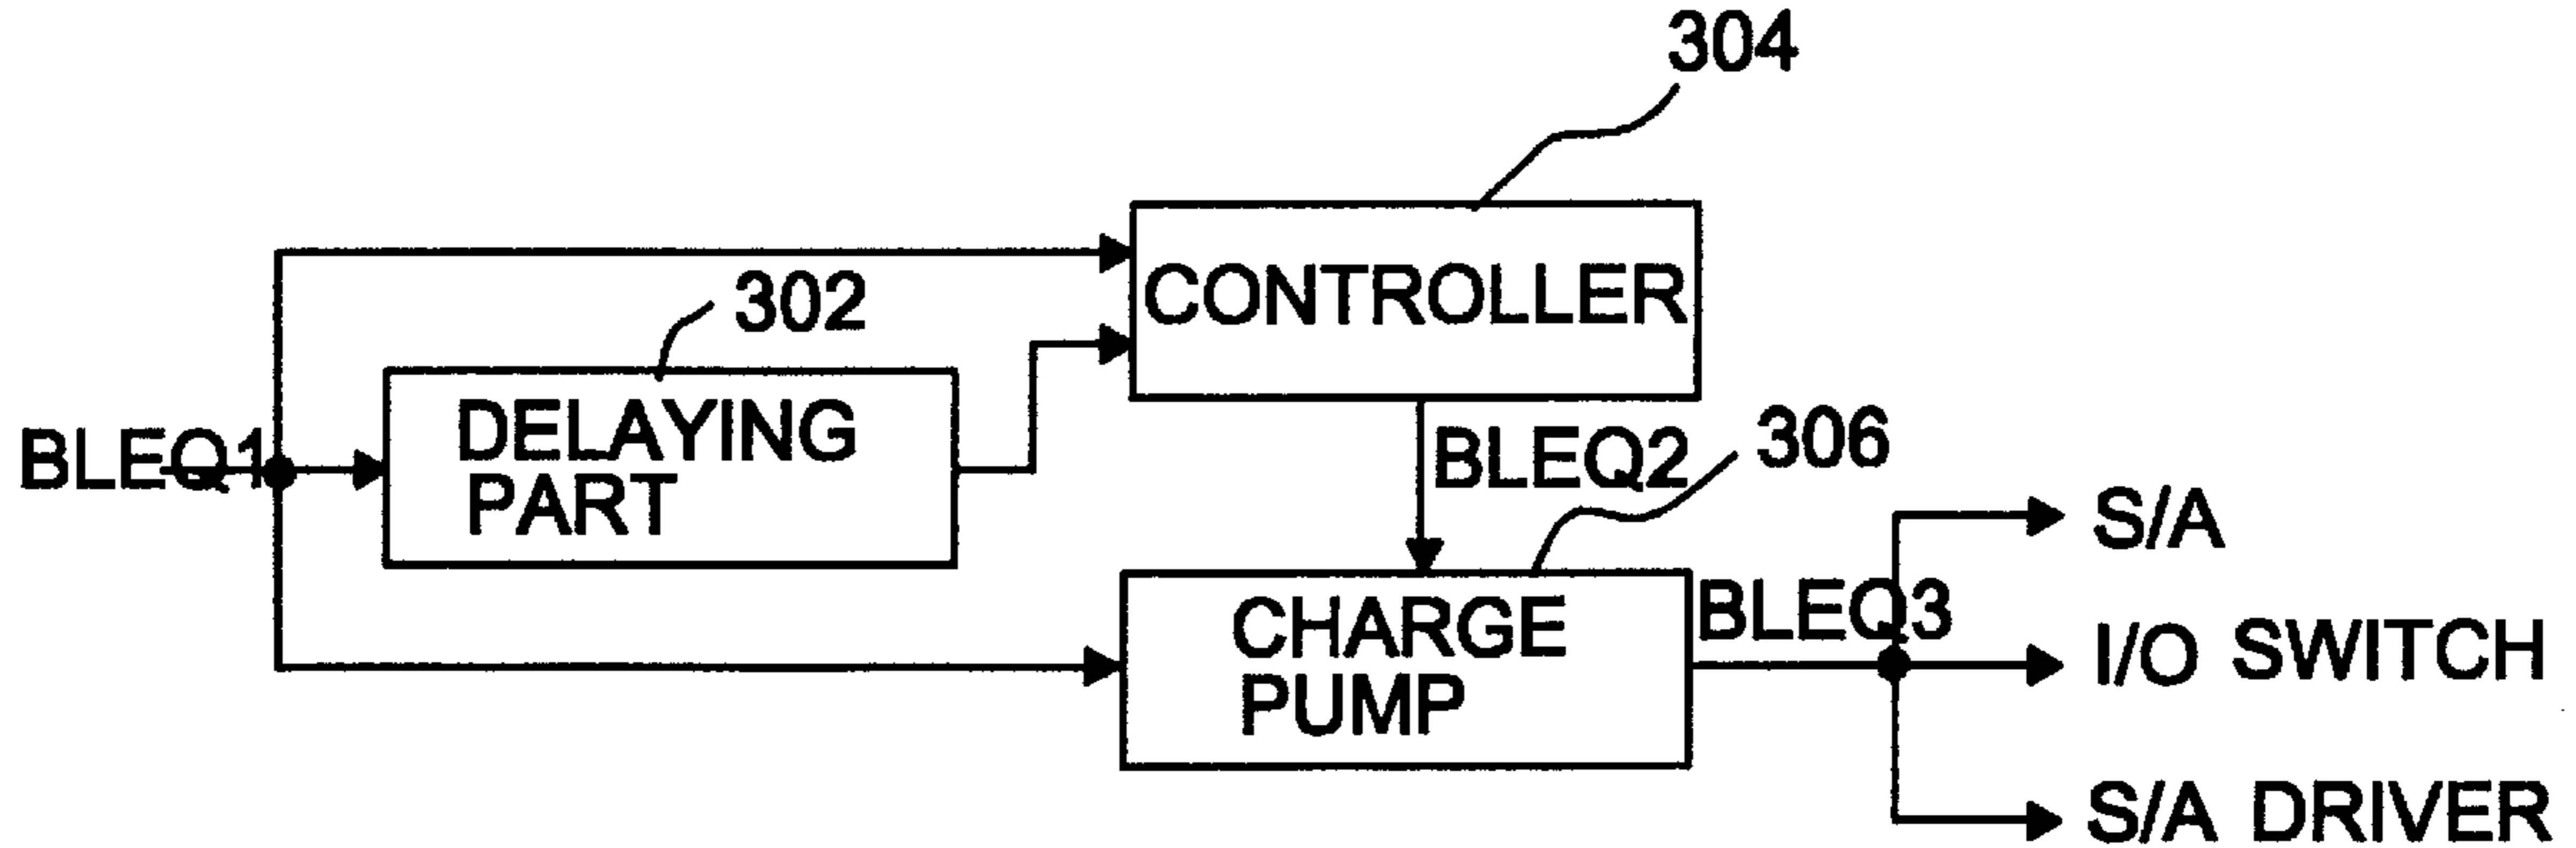 304
CONTROLLER
302
DELAYING
PART
BLEQ1
BLEQ2
306
CHARGE
PUMP
BLEQ3
S/A
I/O SWITCH
S/A DRIVER